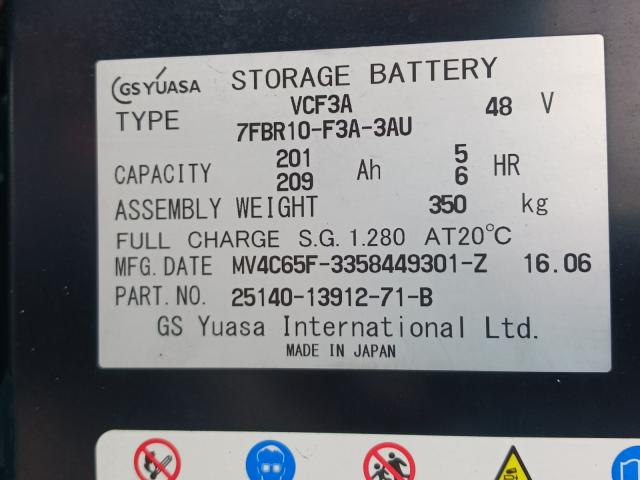 GS YUASA STORAGE BATTERY
TYPE VCF3A 48 V
7FBR10-F3A-3AU
CAPACITY 201 Ah 5 HR
209 6
ASSEMBLY WEIGHT 350 kg
FULL CHARGE S.G. 1.280 AT20℃
MFG. DATE MV4C65F-3358449301-Z 16.06
PART. NO. 25140-13912-71-B
GS Yuasa International Ltd.
MADE IN JAPAN